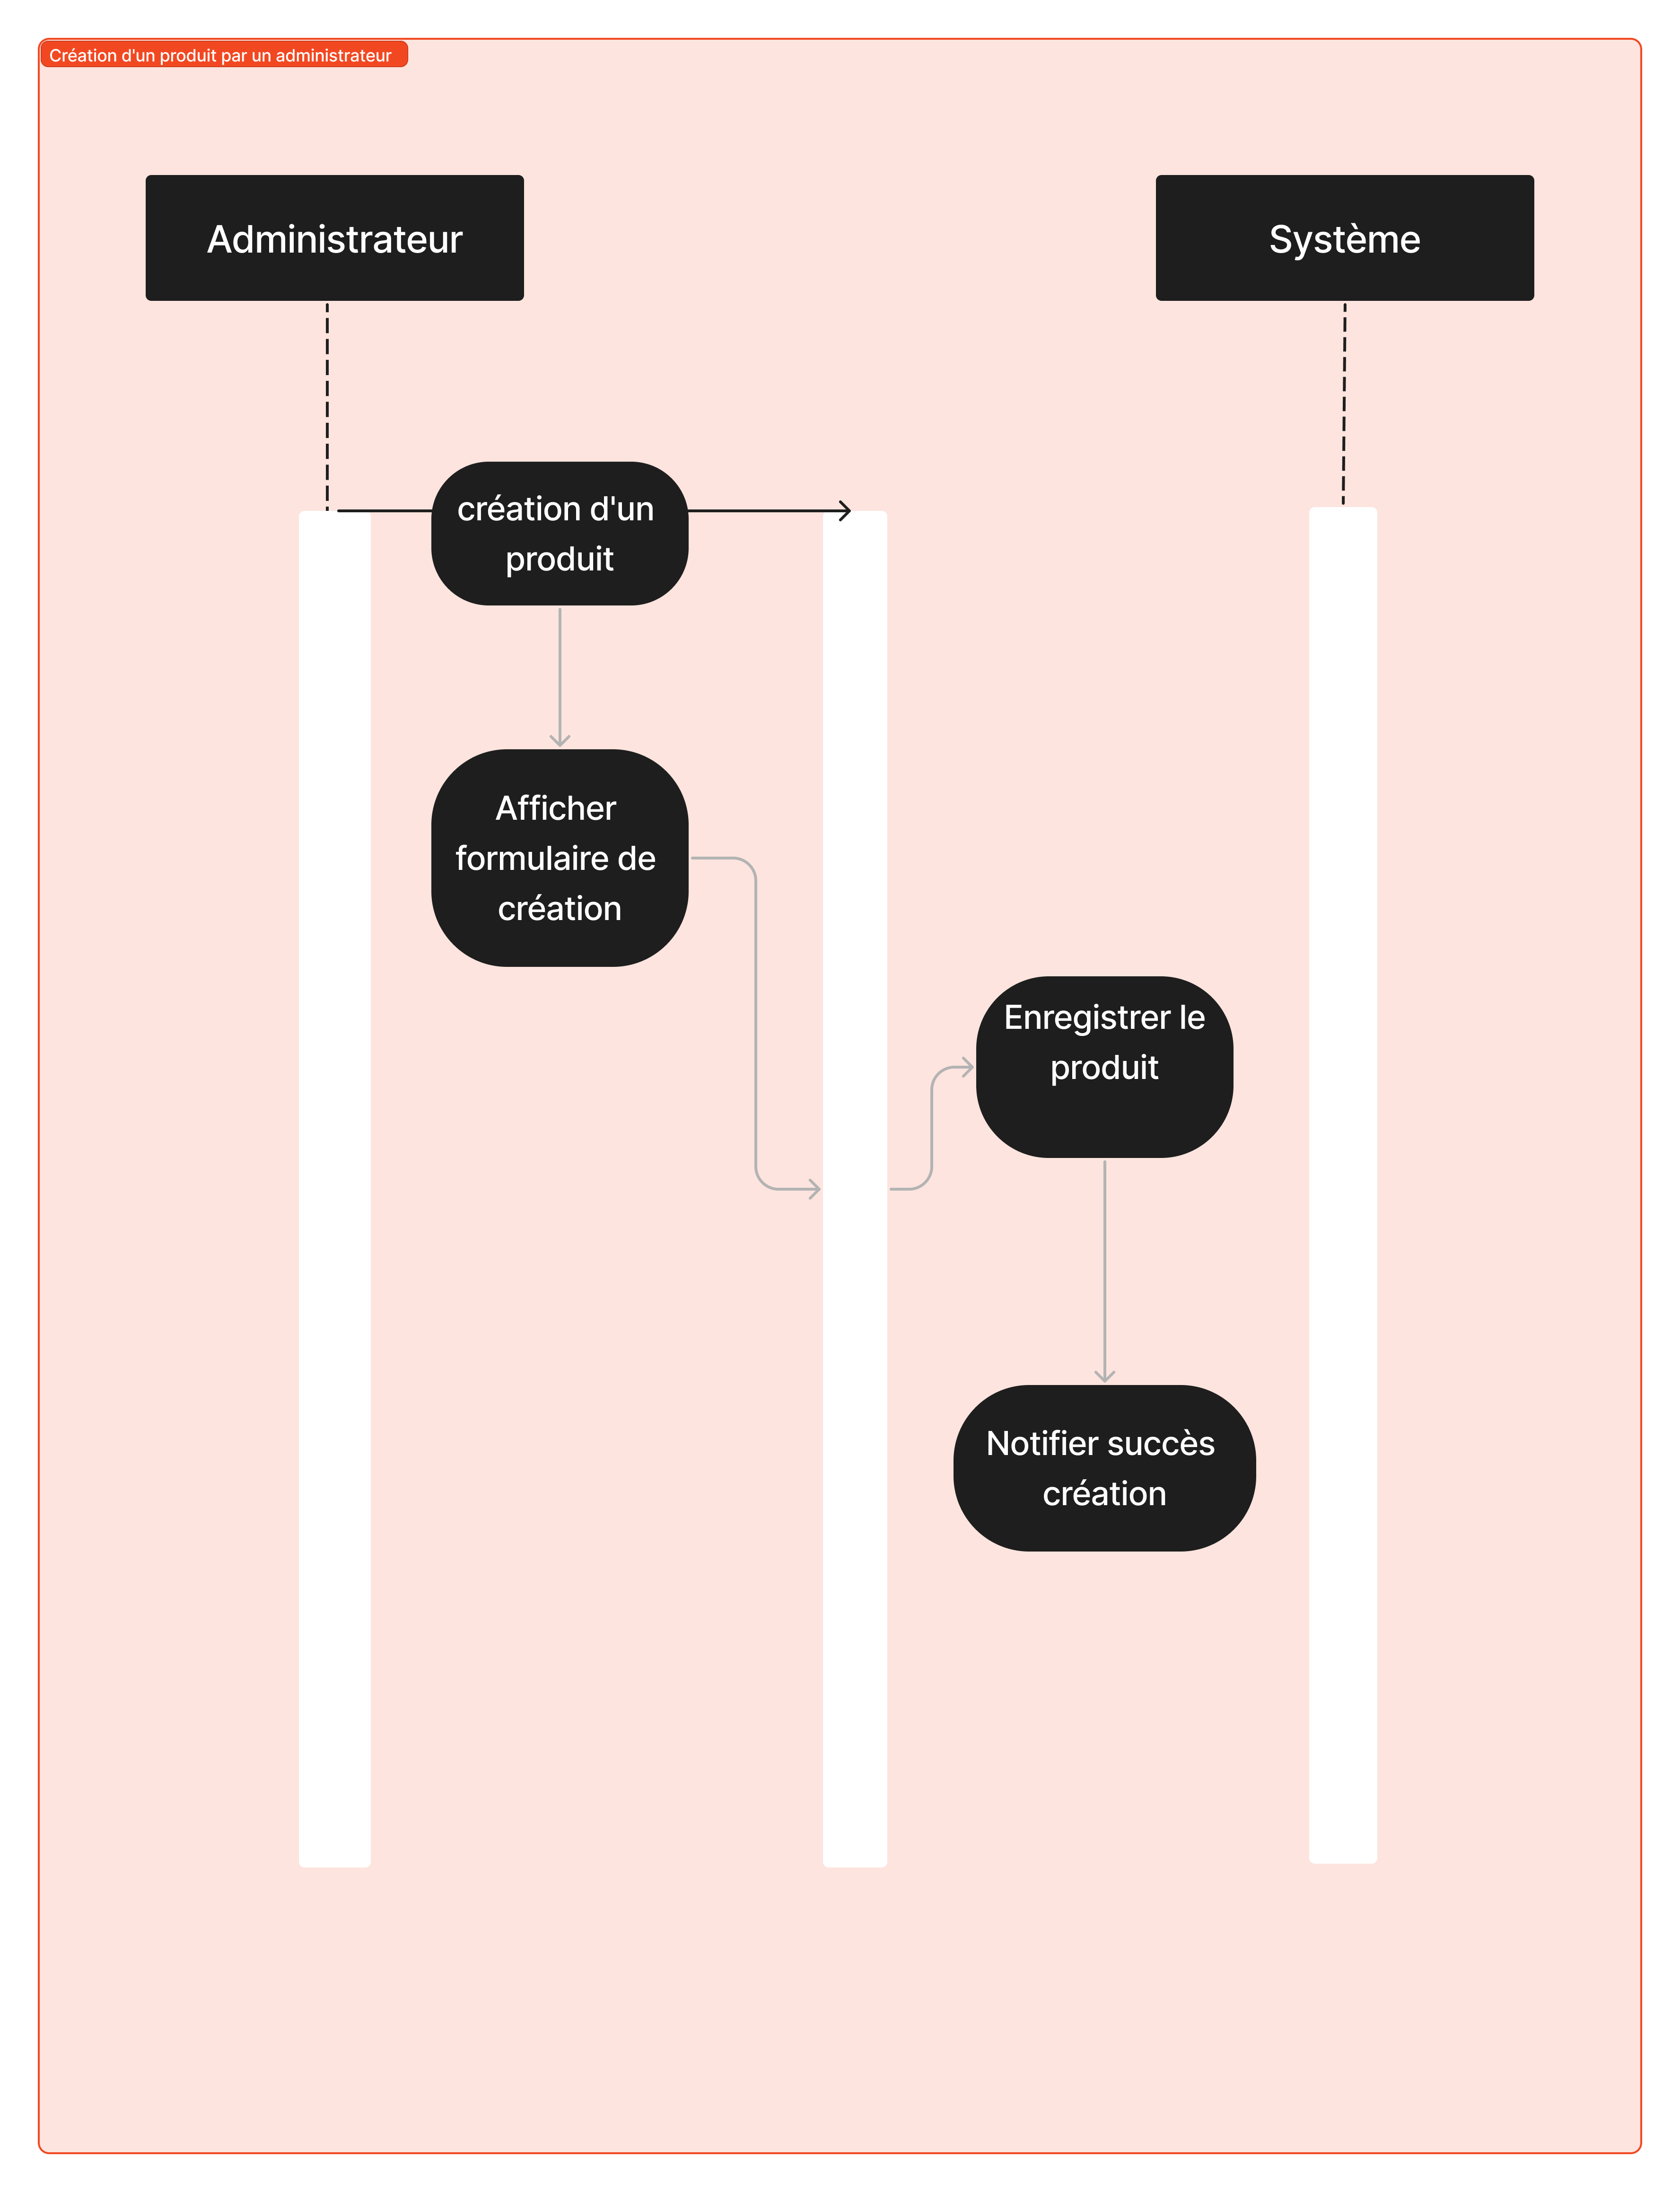 Création d'un produit par un administrateur
Administrateur
Système
création d'un
produit
Afficher
formulaire de
création
Enregistrer le
produit
Notifier succès
création